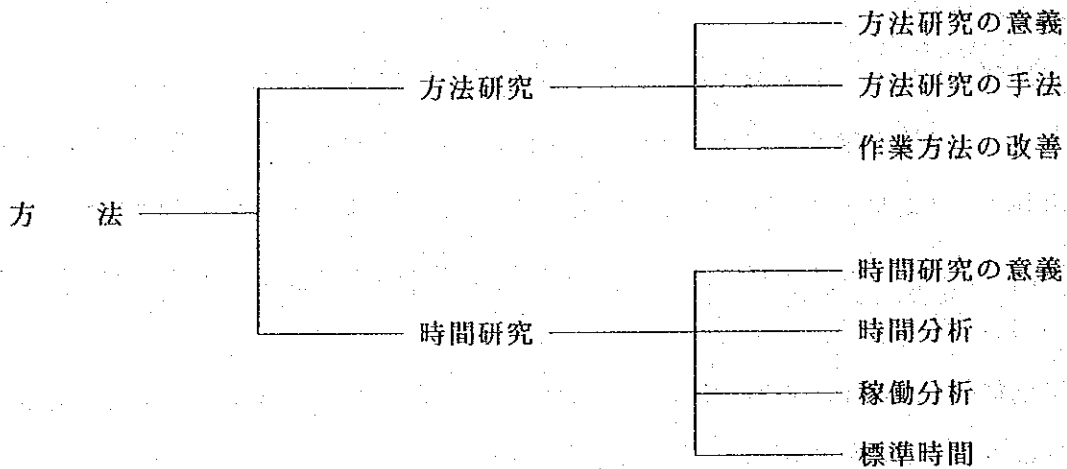 方法研究の意義
方法研究 方法研究の手法
作業方法の改善
方　　法
時間研究の意義
時間研究 時間分析
稼働分析
標準時間